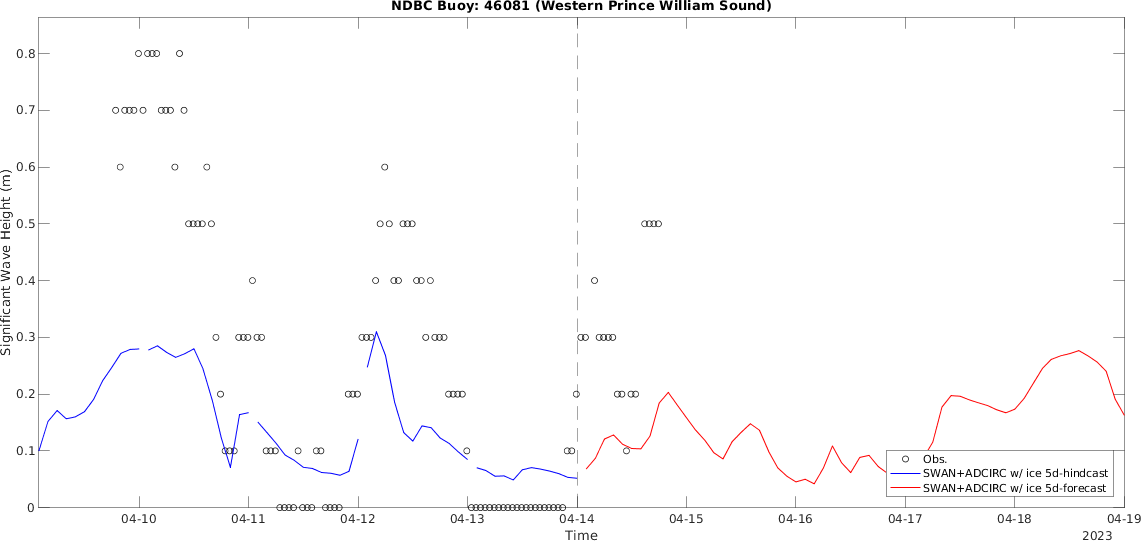 NDBC Buoy: 46081 (Western Prince William Sound)
Significant Wave Height (m)
0.8
0.7
0.6
0.5
0.4
0.3
0.2
0.1
0
Obs.
SWAN+ADCIRC w/ ice 5d-hindcast
SWAN+ADCIRC w/ ice 5d-forecast
04-10 04-11 04-12 04-13 04-14 04-15 04-16 04-17 04-18 04-19
Time
2023